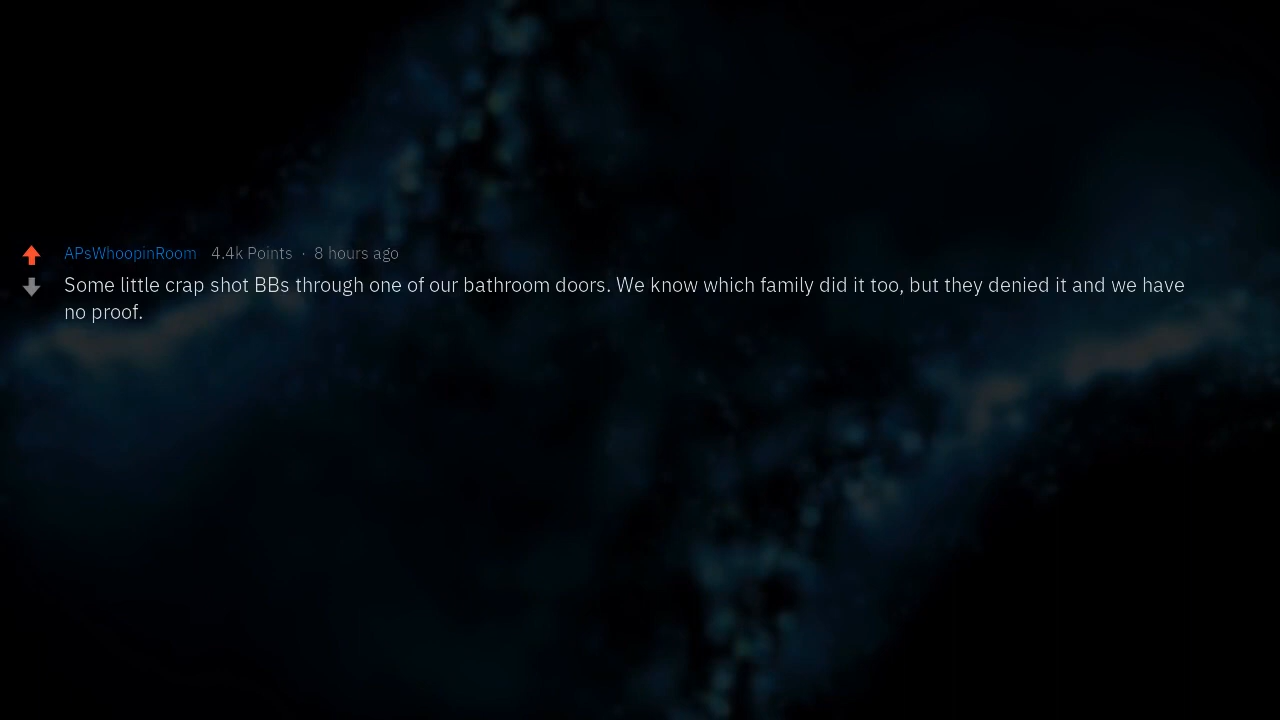 APsWhoopinRoom 4.4k Points · 8 hours ago
Some little crap shot BBs through one of our bathroom doors. We know which family did it too, but they denied it and we have
no proof.